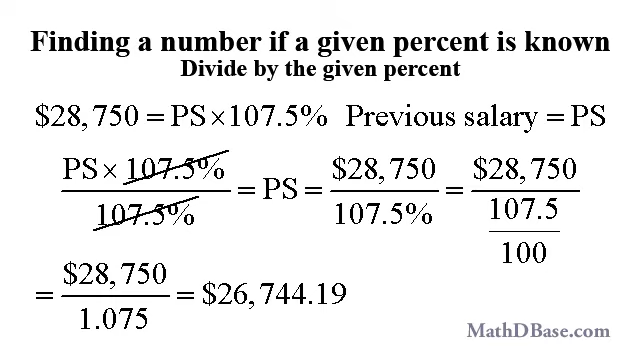 Finding a number if a given percent is known
Divide by the given percent
$28,750 = PS × 107.5% Previous salary = PS
PS × 107.5% / 107.5% = PS = $28,750 / 107.5% = $28,750 / (107.5 / 100)
= $28,750 / 1.075 = $26,744.19
MathDBase.com